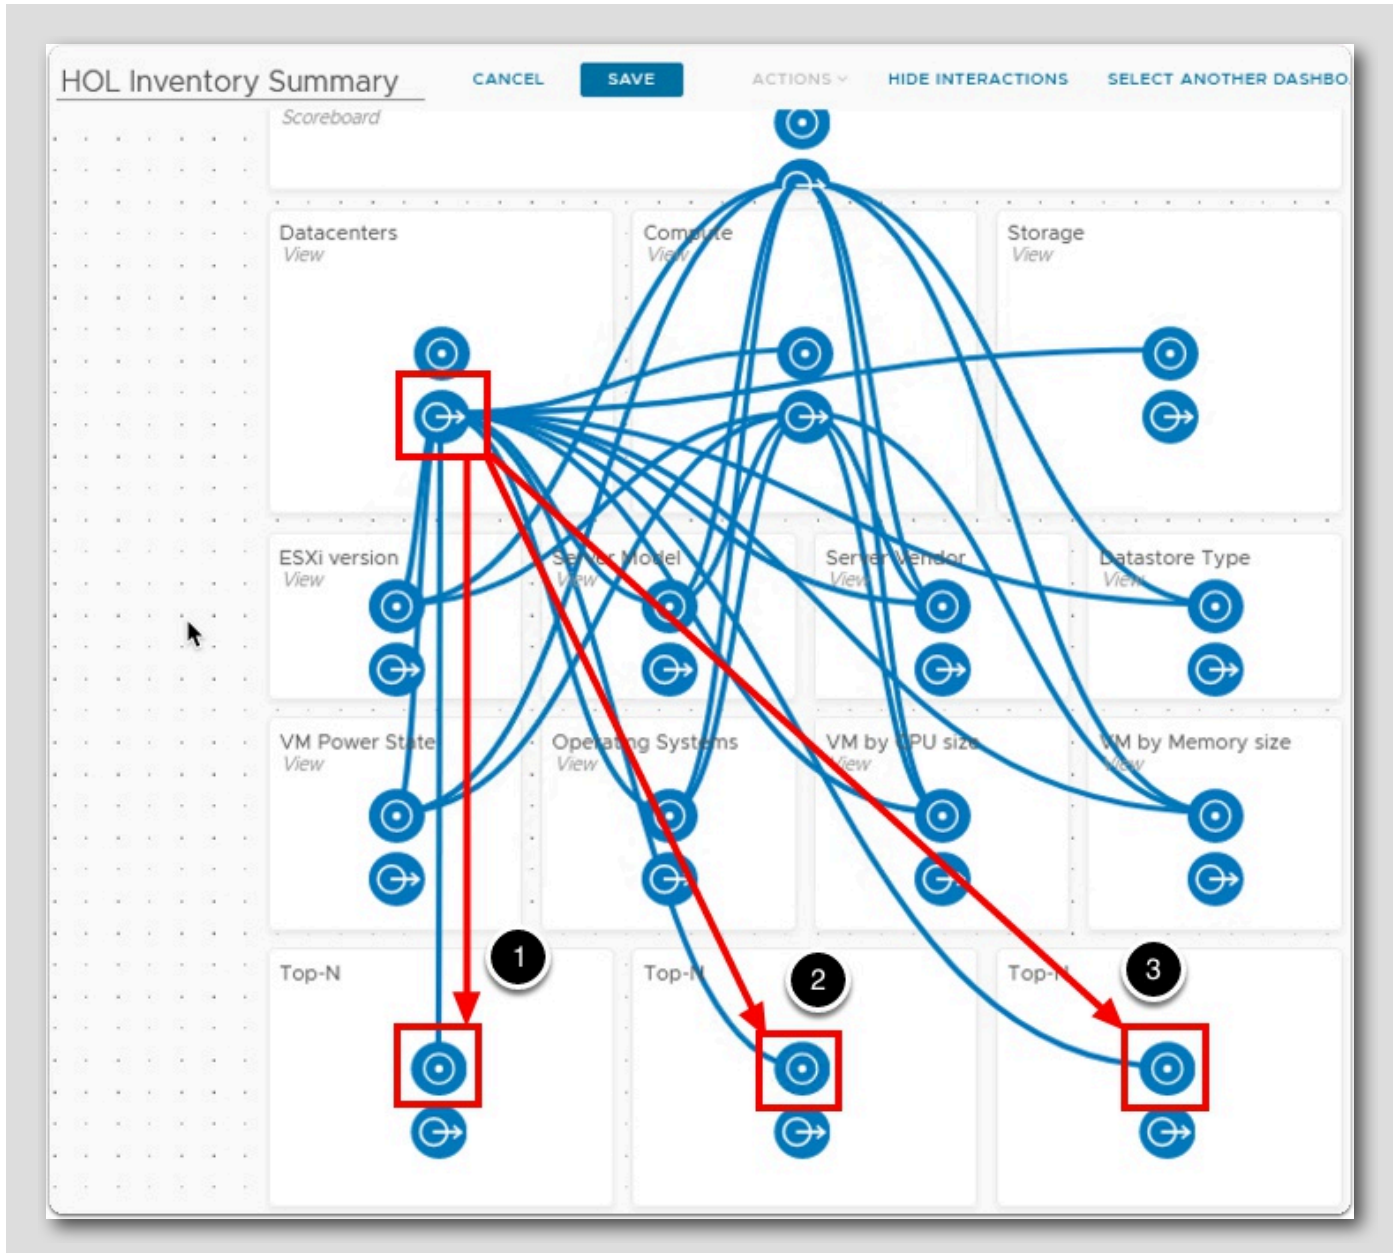 HOL Inventory Summary CANCEL SAVE ACTIONS HIDE INTERACTIONS SELECT ANOTHER DASHBO
Scoreboard
Datacenters Compute Storage
View View View
ESXi version Server Model Server Vendor Datastore Type
View View View View
VM Power State Operating Systems VM by CPU size VM by Memory size
View View View View
1 2 3
Top-N Top-N Top-N